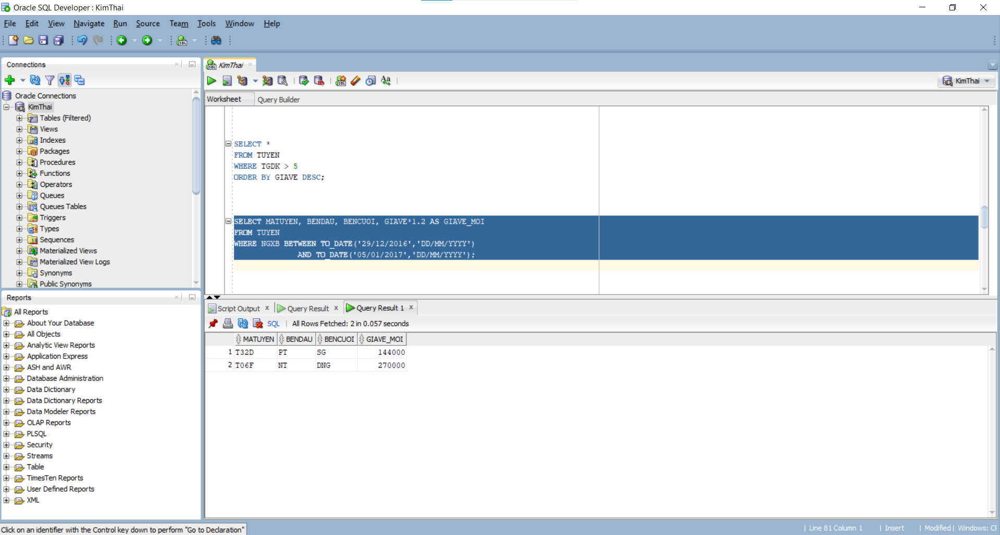 Oracle SQL Developer : KimThai
File Edit View Navigate Run Source Team Tools Window Help
Connections
Oracle Connections
KimThai
Tables (Filtered)
Views
Indexes
Packages
Procedures
Functions
Operators
Queues
Queues Tables
Triggers
Types
Sequences
Materialized Views
Materialized View Logs
Synonyms
Public Synonyms
Reports
All Reports
About Your Database
All Objects
Analytic View Reports
Application Express
ASH and AWR
Database Administration
Data Dictionary
Data Dictionary Reports
Data Modeler Reports
OLAP Reports
PLSQL
Security
Streams
Table
TimesTen Reports
User Defined Reports
XML
KimThai
KimThai
Worksheet Query Builder
SELECT *
FROM TUYEN
WHERE TGDK > 5
ORDER BY GIAVE DESC;
SELECT MATUYEN, BENDAU, BENCUOI, GIAVE*1.2 AS GIAVE_MOI
FROM TUYEN
WHERE NGXB BETWEEN TO_DATE('29/12/2016','DD/MM/YYYY')
AND TO_DATE('05/01/2017','DD/MM/YYYY');
Script Output Query Result Query Result 1
SQL | All Rows Fetched: 2 in 0.057 seconds
MATUYEN BENDAU BENCUOI GIAVE_MOI
1 T32D PT SG 144000
2 T06F NT DNG 270000
Click on an identifier with the Control key down to perform "Go to Declaration"
| Line 81 Column 1 | Insert | Modified | Windows: